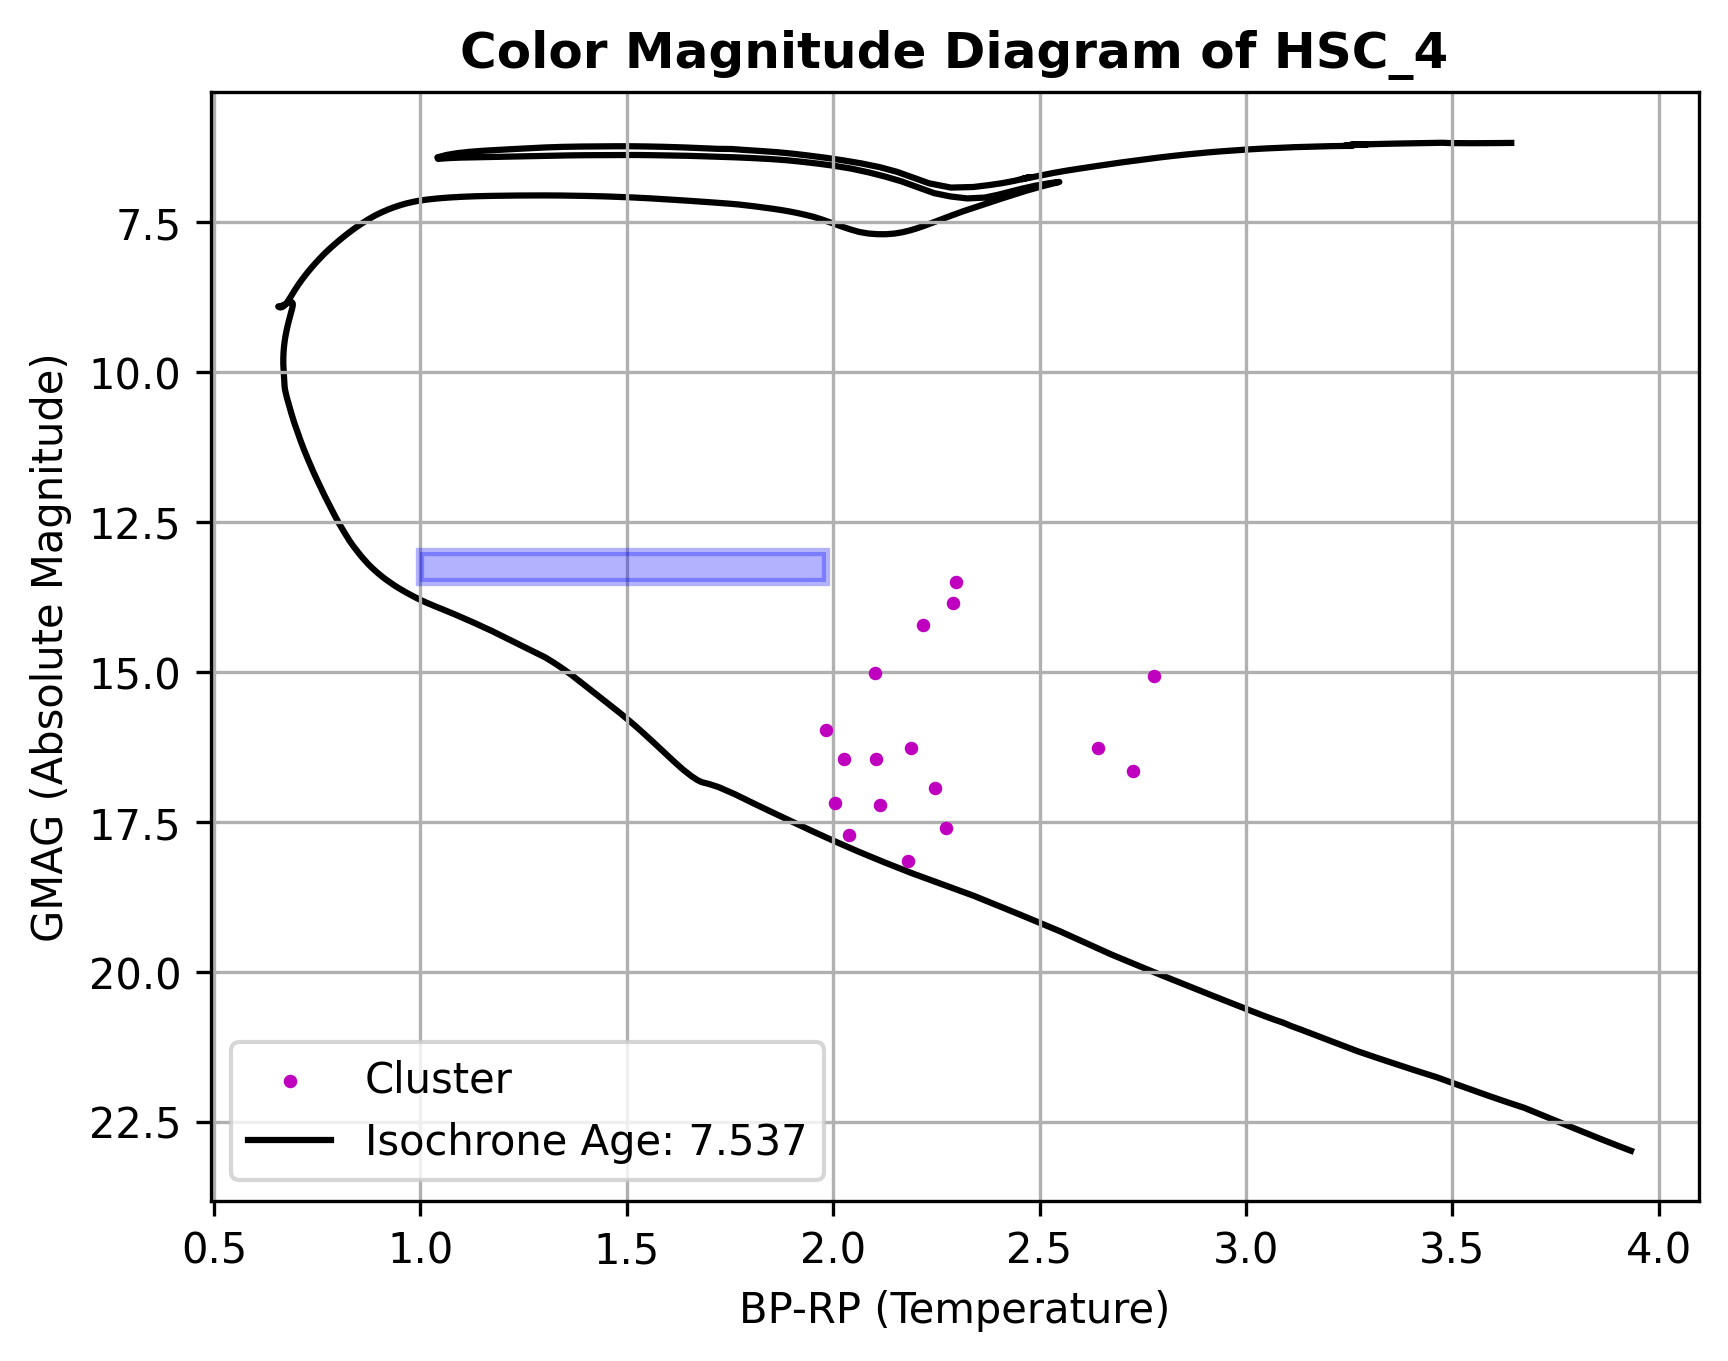 Color Magnitude Diagram of HSC_4
GMAG (Absolute Magnitude)
7.5
10.0
12.5
15.0
17.5
20.0
22.5
Cluster
Isochrone Age: 7.537
0.5 1.0 1.5 2.0 2.5 3.0 3.5 4.0
BP-RP (Temperature)